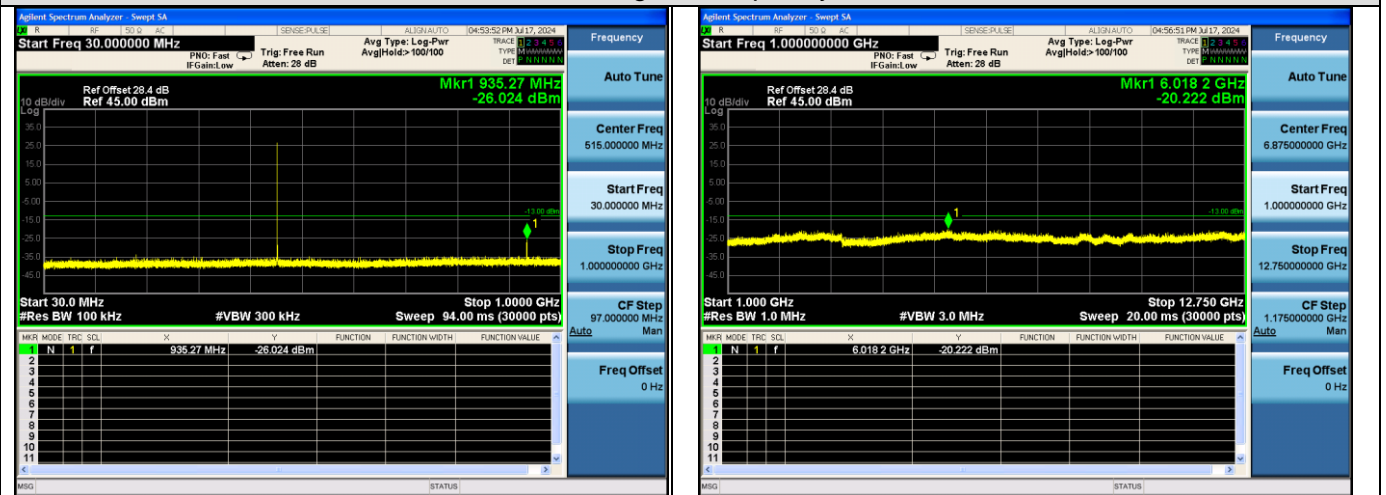 Agilent Spectrum Analyzer - Swept SA
R RF 50 Ω AC SENSE:PULSE ALIGNAUTO 04:53:52 PM Jul 17, 2024
Start Freq 30.000000 MHz
PNO: Fast
IFGain:Low
Trig: Free Run
Atten: 28 dB
Avg Type: Log-Pwr
Avg|Hold:>100/100
TRACE 1 2 3 4 5 6
TYPE M
DET P N N N N N
Mkr1 935.27 MHz
-26.024 dBm
Ref Offset 28.4 dB
Ref 45.00 dBm
10 dB/div
Log
35.0
25.0
15.0
5.00
-5.00
-15.0
-25.0
-35.0
-45.0
-13.00 dBm
1
Start 30.0 MHz Stop 1.0000 GHz
#Res BW 100 kHz #VBW 300 kHz Sweep 94.00 ms (30000 pts)
MKR MODE TRC SCL X Y FUNCTION FUNCTION WIDTH FUNCTION VALUE
1 N 1 f 935.27 MHz -26.024 dBm
2
3
4
5
6
7
8
9
10
11
MSG STATUS
Frequency
Auto Tune
Center Freq
515.000000 MHz
Start Freq
30.000000 MHz
Stop Freq
1.000000000 GHz
CF Step
97.000000 MHz
Auto Man
Freq Offset
0 Hz
Agilent Spectrum Analyzer - Swept SA
R RF 50 Ω AC SENSE:PULSE ALIGNAUTO 04:56:51 PM Jul 17, 2024
Start Freq 1.000000000 GHz
PNO: Fast
IFGain:Low
Trig: Free Run
Atten: 28 dB
Avg Type: Log-Pwr
Avg|Hold:>100/100
TRACE 1 2 3 4 5 6
TYPE M
DET P N N N N N
Mkr1 6.018 2 GHz
-20.222 dBm
Ref Offset 28.4 dB
Ref 45.00 dBm
10 dB/div
Log
35.0
25.0
15.0
5.00
-5.00
-15.0
-25.0
-35.0
-45.0
-13.00 dBm
1
Start 1.000 GHz Stop 12.750 GHz
#Res BW 1.0 MHz #VBW 3.0 MHz Sweep 20.00 ms (30000 pts)
MKR MODE TRC SCL X Y FUNCTION FUNCTION WIDTH FUNCTION VALUE
1 N 1 f 6.018 2 GHz -20.222 dBm
2
3
4
5
6
7
8
9
10
11
MSG STATUS
Frequency
Auto Tune
Center Freq
6.875000000 GHz
Start Freq
1.000000000 GHz
Stop Freq
12.750000000 GHz
CF Step
1.175000000 GHz
Auto Man
Freq Offset
0 Hz